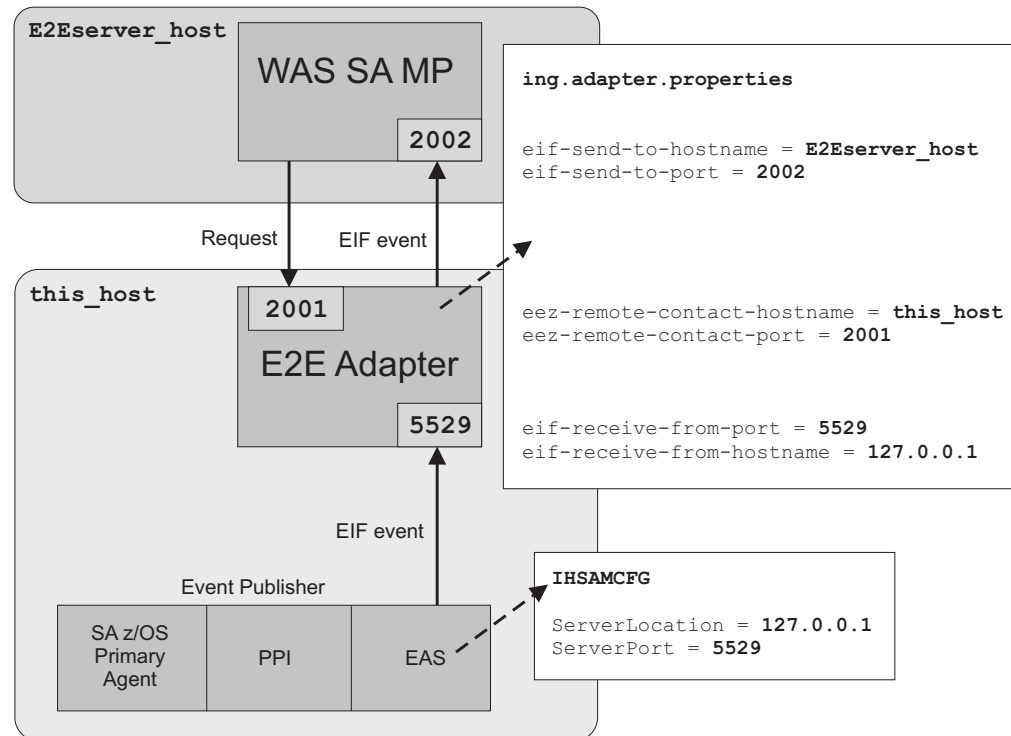 E2Eserver_host
WAS SA MP
2002
Request
EIF event
this_host
2001
E2E Adapter
5529
EIF event
Event Publisher
SA z/OS
Primary
Agent
PPI
EAS
ing.adapter.properties
eif-send-to-hostname = E2Eserver_host
eif-send-to-port = 2002
eez-remote-contact-hostname = this_host
eez-remote-contact-port = 2001
eif-receive-from-port = 5529
eif-receive-from-hostname = 127.0.0.1
IHSAMCFG
ServerLocation = 127.0.0.1
ServerPort = 5529